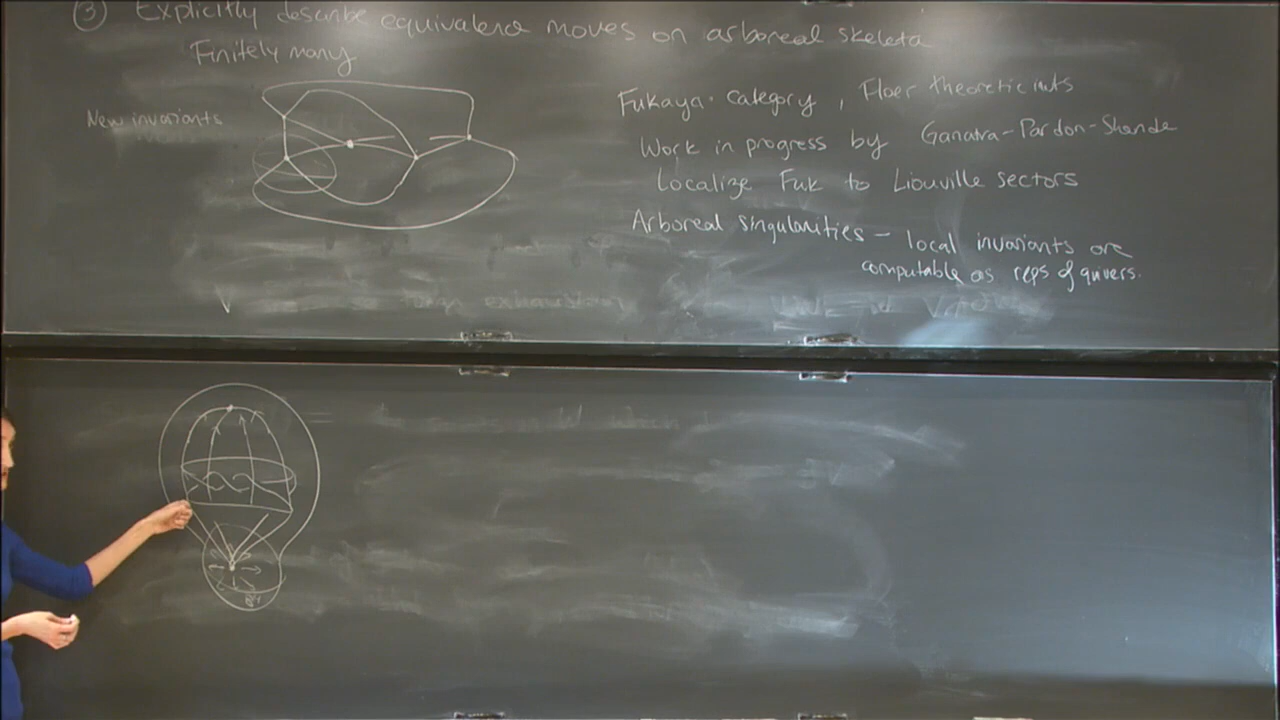 ③ Explicitly describe equivalence moves on arboreal skeleta
Finitely many
New invariants
Fukaya category, Floer theoretic ints
Work in progress by Ganatra-Pardon-Shende
Localize Fuk to Liouville sectors
Arboreal singularities - local invariants are
computable as reps of quivers.